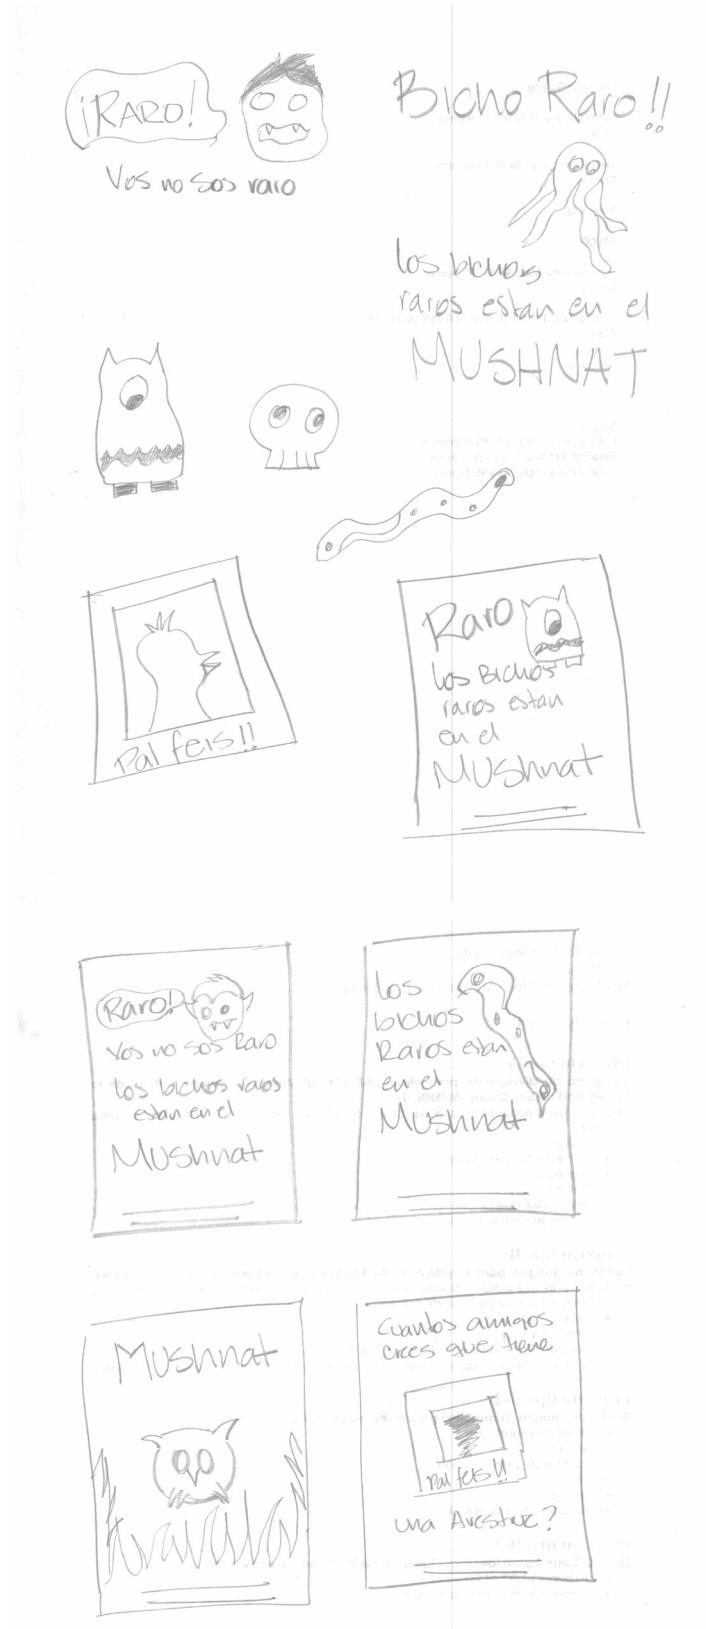 ¡RARO!
Vos no sos raro
Bicho Raro!!
los bichos
raros estan en el
MUSHNAT
Pal feis!!
Raro
los Bichos
raros estan
en el
MUShnat
Raro!
Vos no sos Raro
los bichos raros
estan en el
MUshnat
los
bichos
Raros estan
en el
Mushnat
Mushnat
Cuantos amigos
crees que tiene
Pal feis!!
una Avestruz?